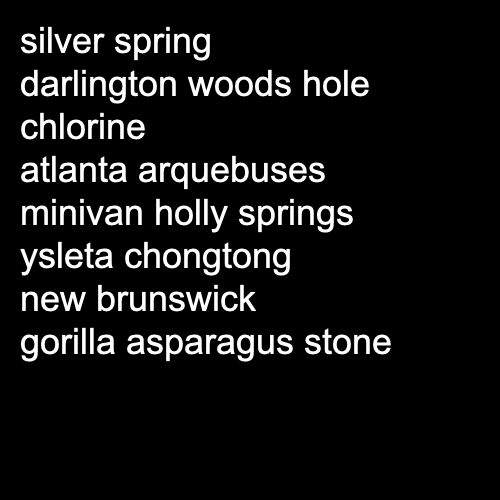 silver spring
darlington woods hole
chlorine
atlanta arquebuses
minivan holly springs
ysleta chongtong
new brunswick
gorilla asparagus stone